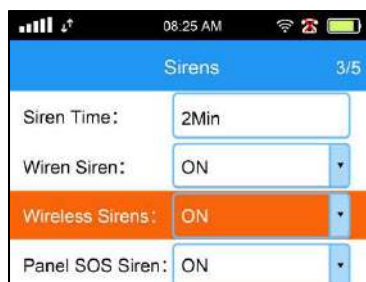 08:25 AM
Sirens 3/5
Siren Time: 2Min
Wiren Siren: ON
Wireless Sirens: ON
Panel SOS Siren: ON